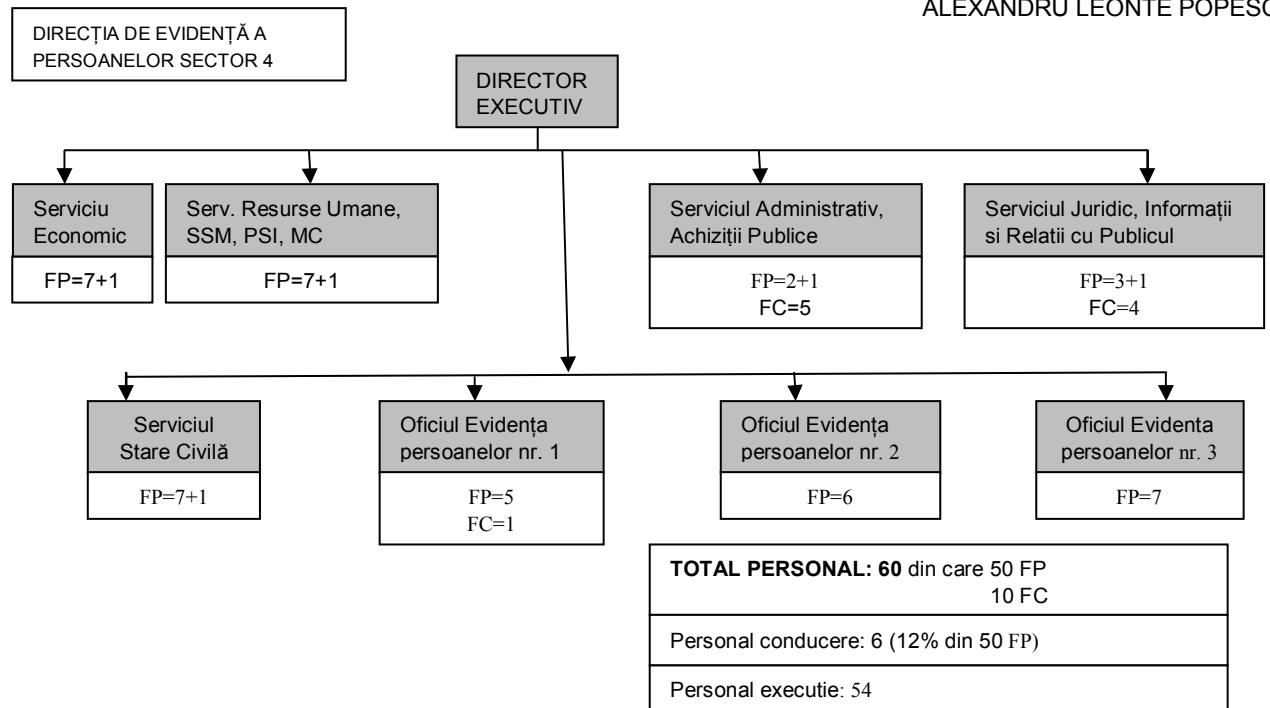 ALEXANDRU LEONTE POPESC
DIRECȚIA DE EVIDENȚĂ A
PERSOANELOR SECTOR 4
DIRECTOR
EXECUTIV
Serviciu
Economic
FP=7+1
Serv. Resurse Umane,
SSM, PSI, MC
FP=7+1
Serviciul Administrativ,
Achiziții Publice
FP=2+1
FC=5
Serviciul Juridic, Informații
si Relatii cu Publicul
FP=3+1
FC=4
Serviciul
Stare Civilă
FP=7+1
Oficiul Evidența
persoanelor nr. 1
FP=5
FC=1
Oficiul Evidența
persoanelor nr. 2
FP=6
Oficiul Evidenta
persoanelor nr. 3
FP=7
TOTAL PERSONAL: 60 din care 50 FP
10 FC
Personal conducere: 6 (12% din 50 FP)
Personal executie: 54